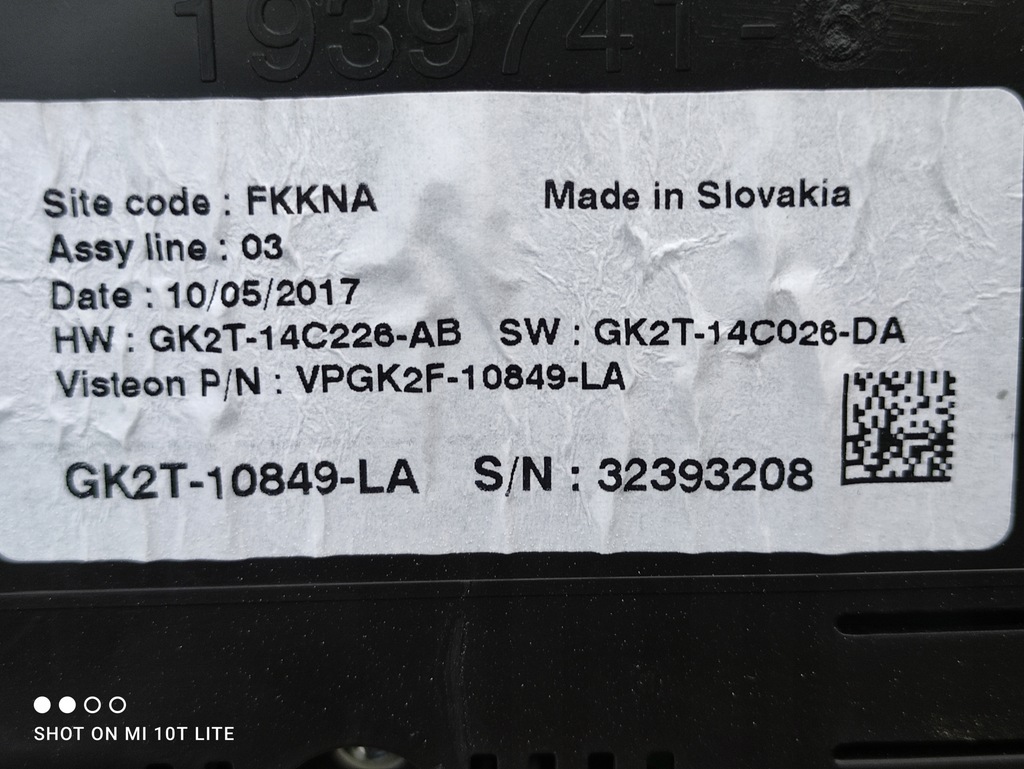 1939741-
Site code : FKKNA
Made in Slovakia
Assy line : 03
Date : 10/05/2017
HW : GK2T-14C226-AB SW : GK2T-14C026-DA
Visteon P/N : VPGK2F-10849-LA
GK2T-10849-LA S/N : 32393208
SHOT ON MI 10T LITE